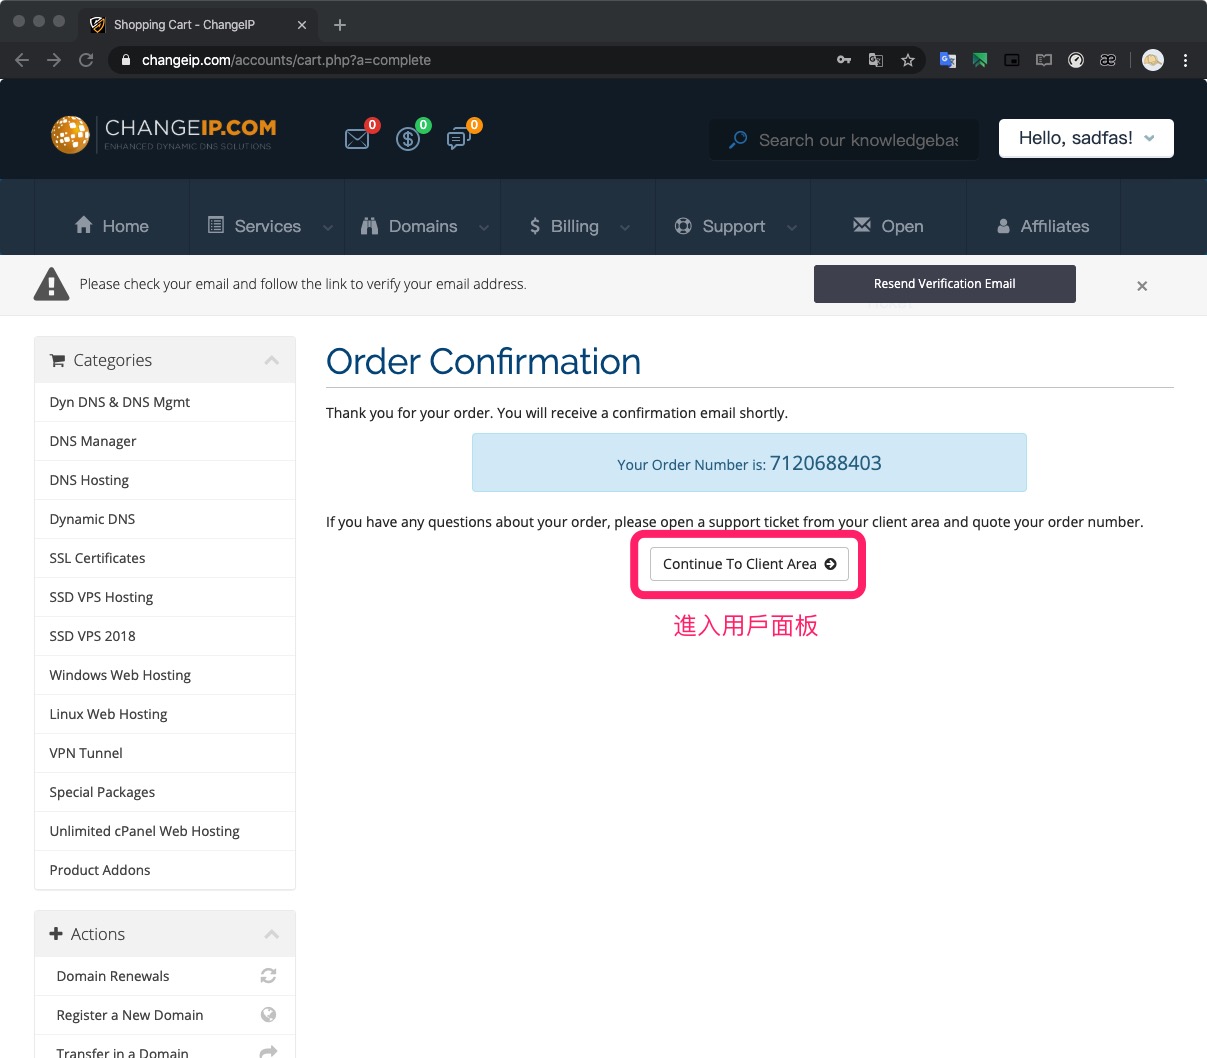 Shopping Cart - ChangeIP
changeip.com/accounts/cart.php?a=complete
CHANGEIP.COM
ENHANCED DYNAMIC DNS SOLUTIONS
0
0
0
Search our knowledgebas
Hello, sadfas!
Home
Services
Domains
Billing
Support
Open
Affiliates
Please check your email and follow the link to verify your email address.
Resend Verification Email
Categories
Dyn DNS & DNS Mgmt
DNS Manager
DNS Hosting
Dynamic DNS
SSL Certificates
SSD VPS Hosting
SSD VPS 2018
Windows Web Hosting
Linux Web Hosting
VPN Tunnel
Special Packages
Unlimited cPanel Web Hosting
Product Addons
Actions
Domain Renewals
Register a New Domain
Transfer in a Domain
Order Confirmation
Thank you for your order. You will receive a confirmation email shortly.
Your Order Number is: 7120688403
If you have any questions about your order, please open a support ticket from your client area and quote your order number.
Continue To Client Area
進入用戶面板